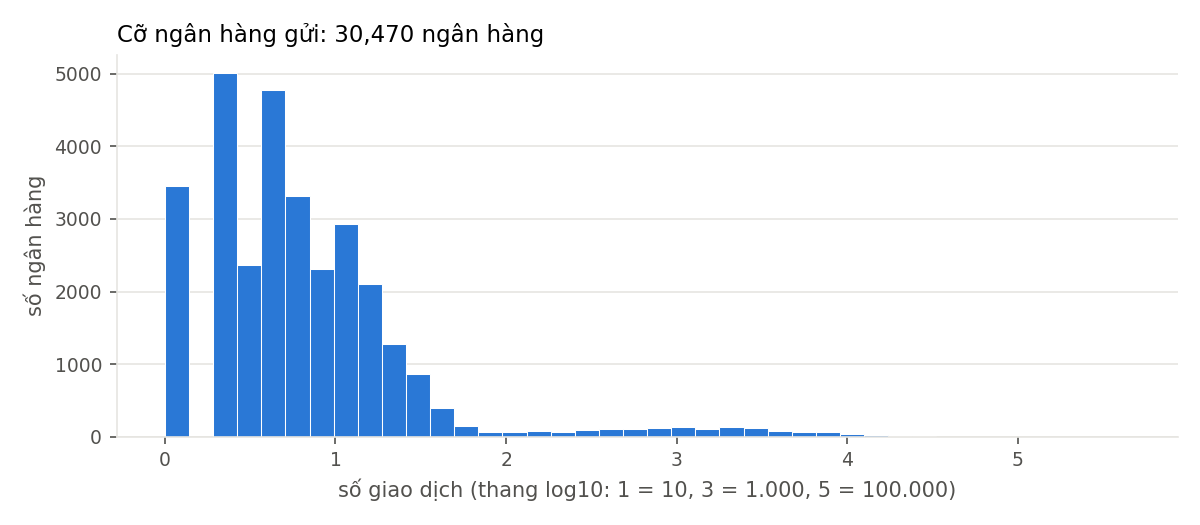 Cỡ ngân hàng gửi: 30,470 ngân hàng
5000
4000
3000
2000
1000
0
số ngân hàng
0 1 2 3 4 5
số giao dịch (thang log10: 1 = 10, 3 = 1.000, 5 = 100.000)